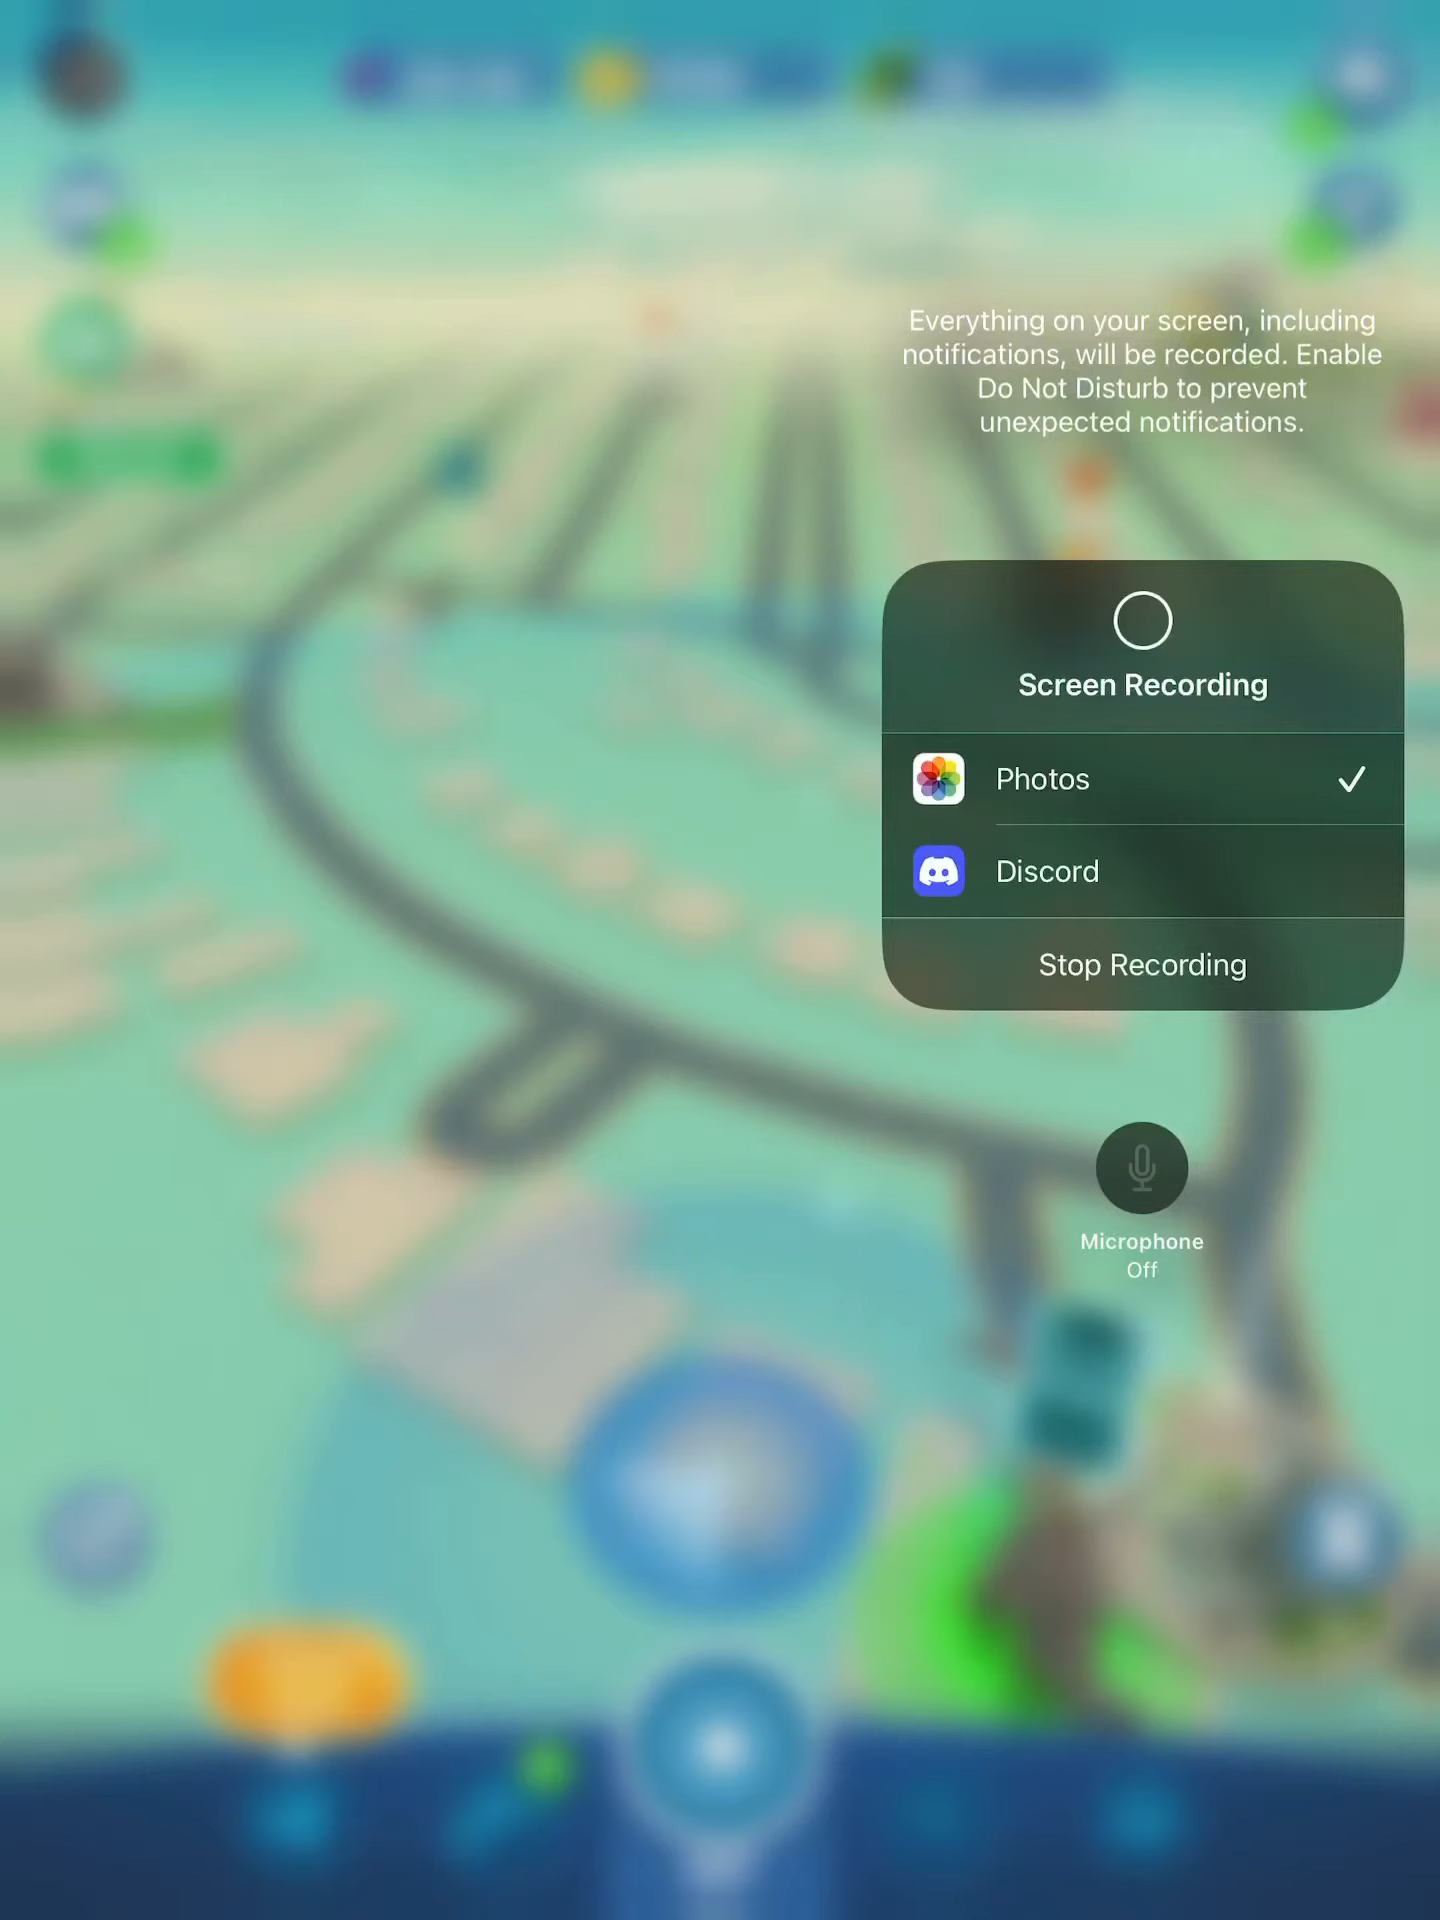 Everything on your screen, including
notifications, will be recorded. Enable
Do Not Disturb to prevent
unexpected notifications.
Screen Recording
Photos
Discord
Stop Recording
Microphone
Off